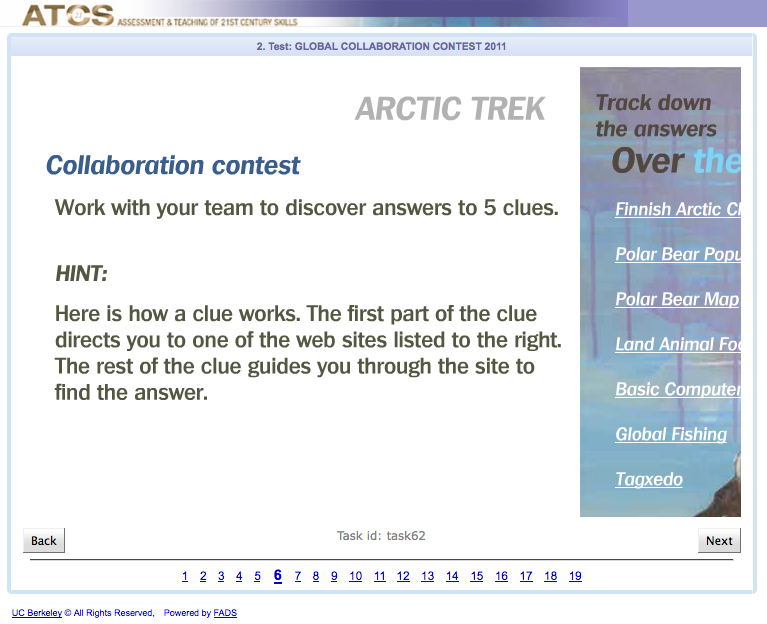 ATCS ASSESSMENT & TEACHING OF 21ST CENTURY SKILLS
2. Test: GLOBAL COLLABORATION CONTEST 2011
ARCTIC TREK
Collaboration contest
Work with your team to discover answers to 5 clues.
HINT:
Here is how a clue works. The first part of the clue
directs you to one of the web sites listed to the right.
The rest of the clue guides you through the site to
find the answer.
Track down
the answers
Over the
Finnish Arctic
Polar Bear
Polar Bear Map
Land Animal
Basic Computer
Global Fishing
Tagxedo
Back
Task id: task62
Next
1 2 3 4 5 6 7 8 9 10 11 12 13 14 15 16 17 18 19
UC Berkeley © All Rights Reserved, Powered by FADS